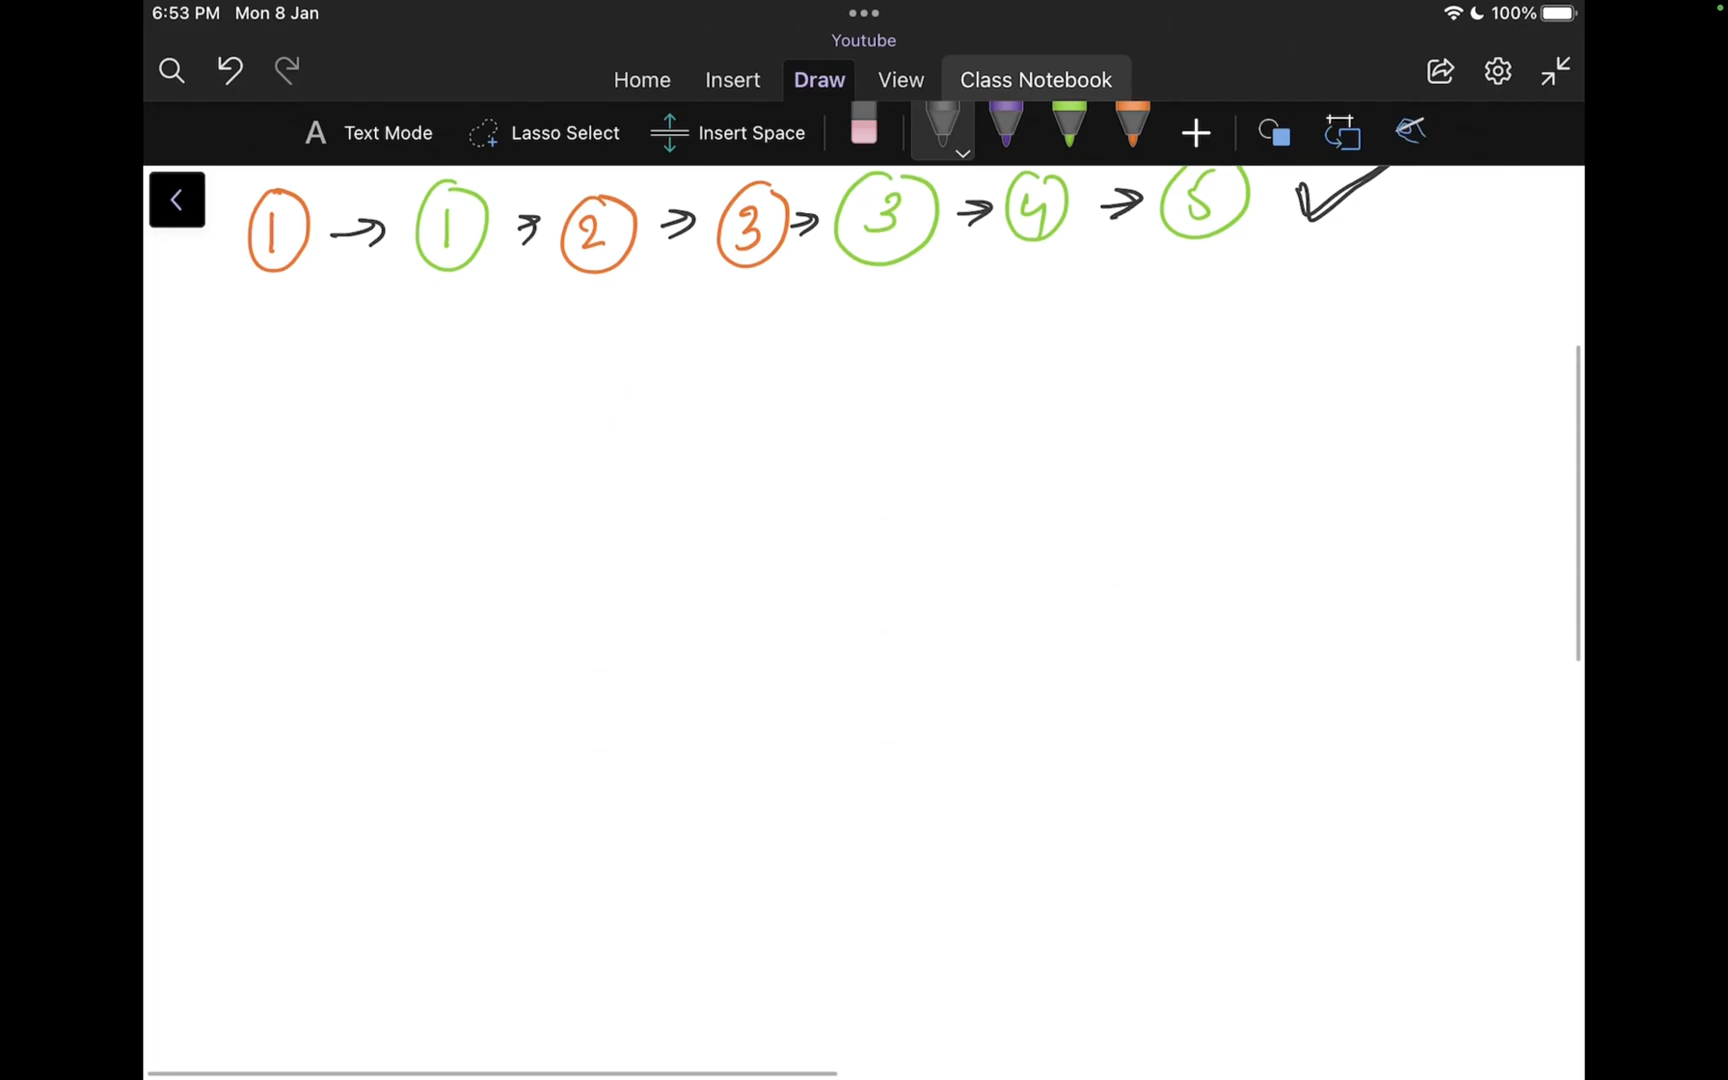 6:53 PM Mon 8 Jan
100%
Youtube
Home Insert Draw View Class Notebook
A Text Mode Lasso Select Insert Space
1 → 1 → 2 → 3 → 3 → 4 → 5 ✓